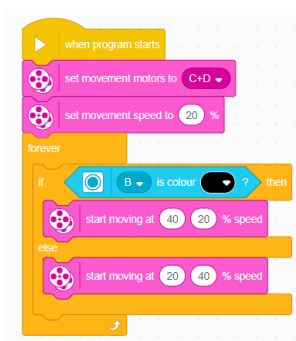 when program starts
set movement motors to C+D
set movement speed to 20 %
forever
if B is colour ? then
start moving at 40 20 % speed
else
start moving at 20 40 % speed